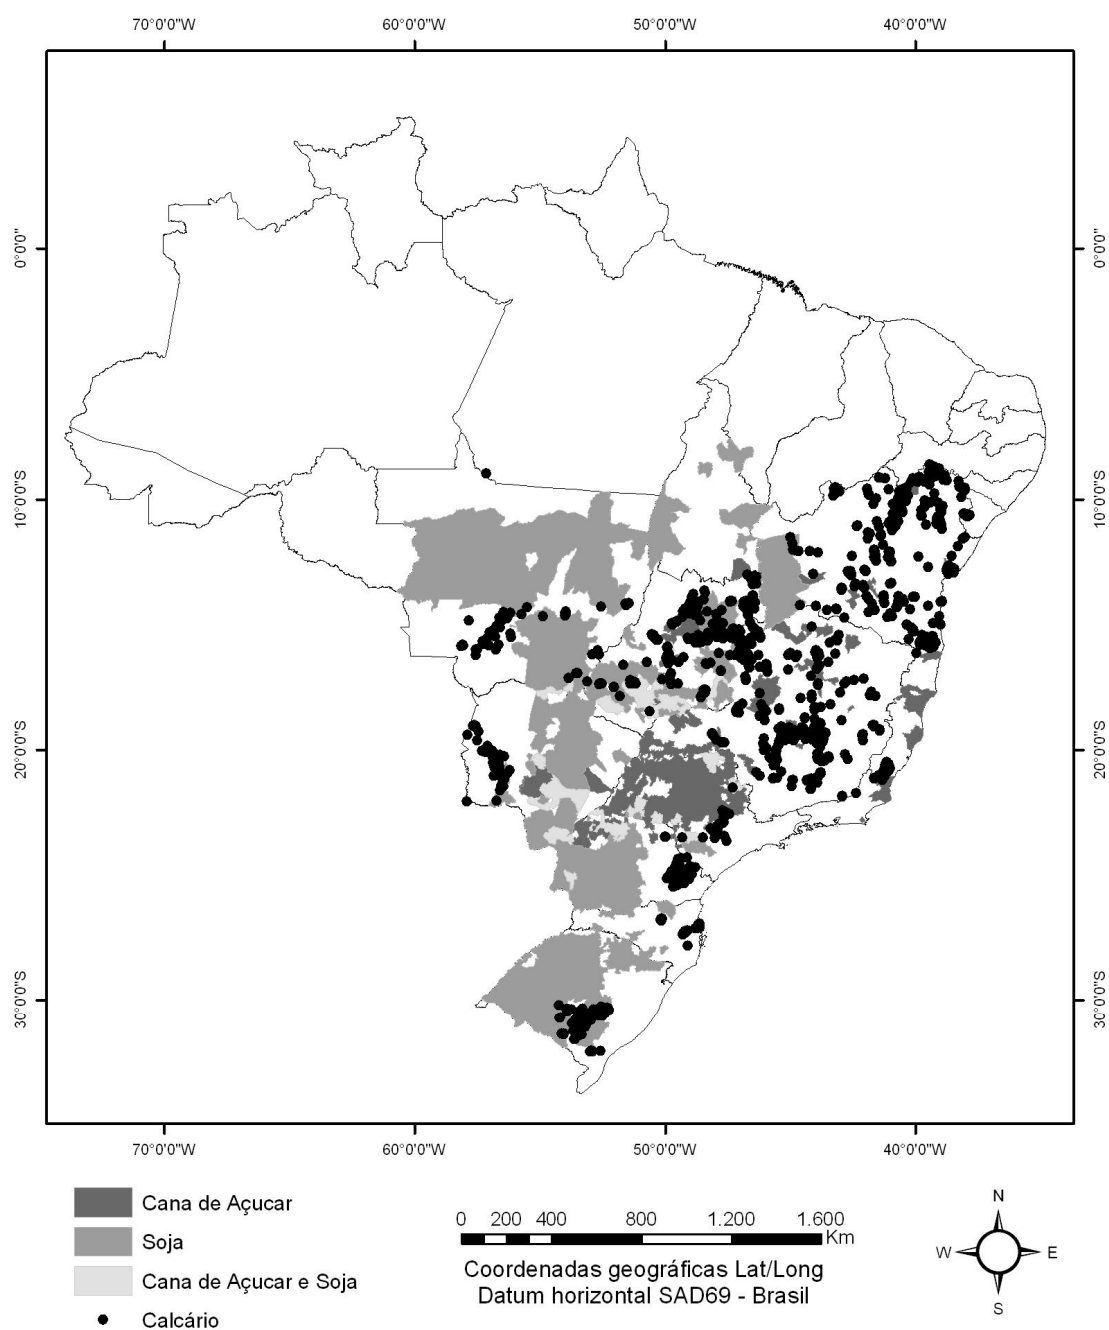 70°0'0"W 60°0'0"W 50°0'0"W 40°0'0"W
0°0'0" 0°0'0"
10°0'0"S 10°0'0"S
20°0'0"S 20°0'0"S
30°0'0"S 30°0'0"S
70°0'0"W 60°0'0"W 50°0'0"W 40°0'0"W
Cana de Açucar
Soja
Cana de Açucar e Soja
Calcário
0 200 400 800 1.200 1.600
Km
Coordenadas geográficas Lat/Long
Datum horizontal SAD69 - Brasil
N
W E
S